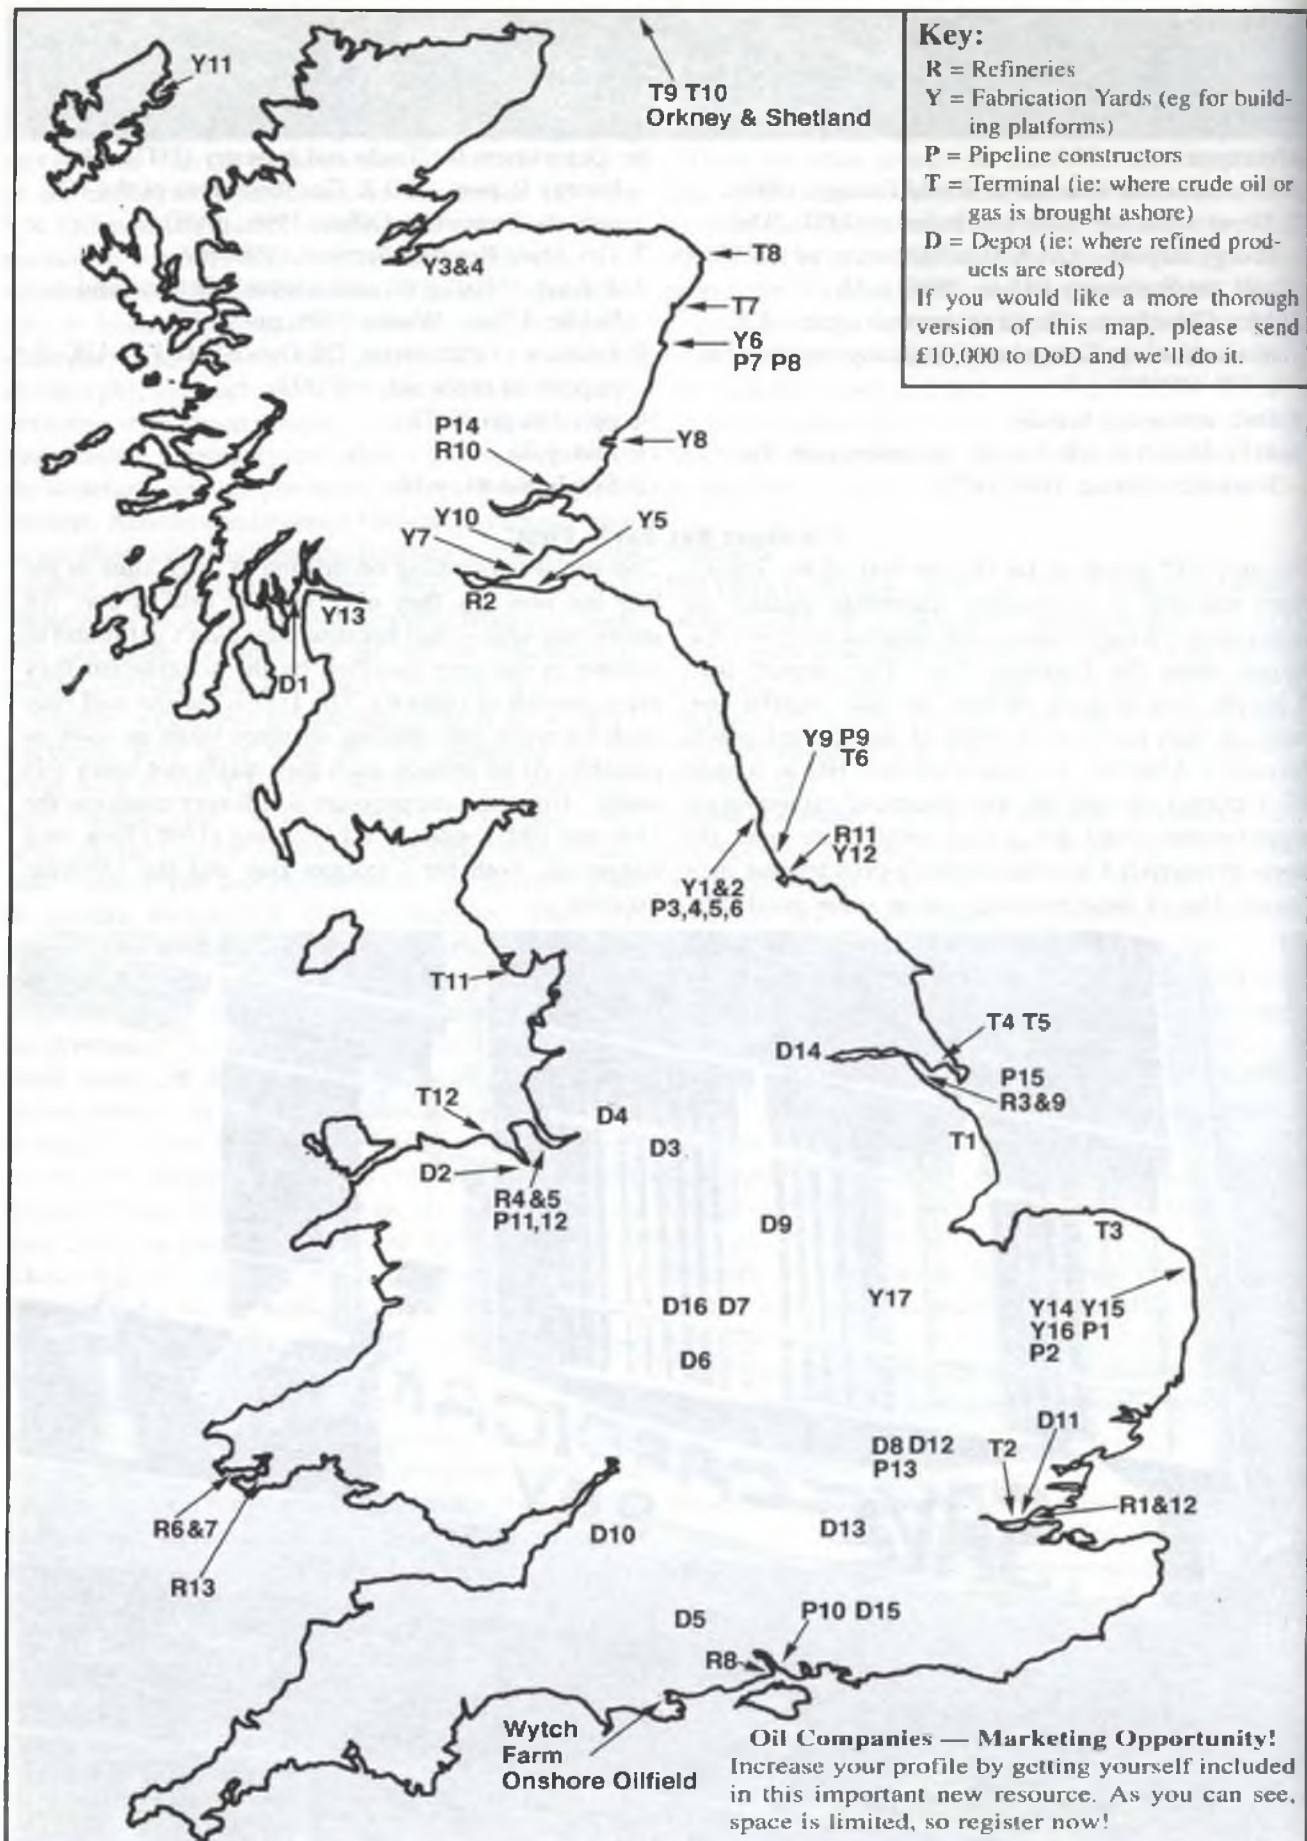 Key:
R = Refineries
Y = Fabrication Yards (eg for build-
ing platforms)
P = Pipeline constructors
T = Terminal (ie: where crude oil or
gas is brought ashore)
D = Depot (ie: where refined prod-
ucts are stored)
If you would like a more thorough
version of this map, please send
£10,000 to DoD and we'll do it.
Y11
T9 T10
Orkney & Shetland
Y3&4
T8
T7
Y6
P7 P8
P14
R10
Y8
Y10
Y5
Y7
R2
Y13
D1
Y9 P9
T6
R11
Y12
Y1&2
P3,4,5,6
T11
T4 T5
D14
P15
R3&9
T12
D4
T1
D3
D2
R4&5
P11,12
D9
T3
D16 D7
Y17
Y14 Y15
Y16 P1
P2
D6
D11
D8 D12
P13
T2
R1&12
R6&7
D10
D13
R13
D5
P10 D15
R8
Wytch
Farm
Onshore Oilfield
Oil Companies — Marketing Opportunity!
Increase your profile by getting yourself included
in this important new resource. As you can see,
space is limited, so register now!